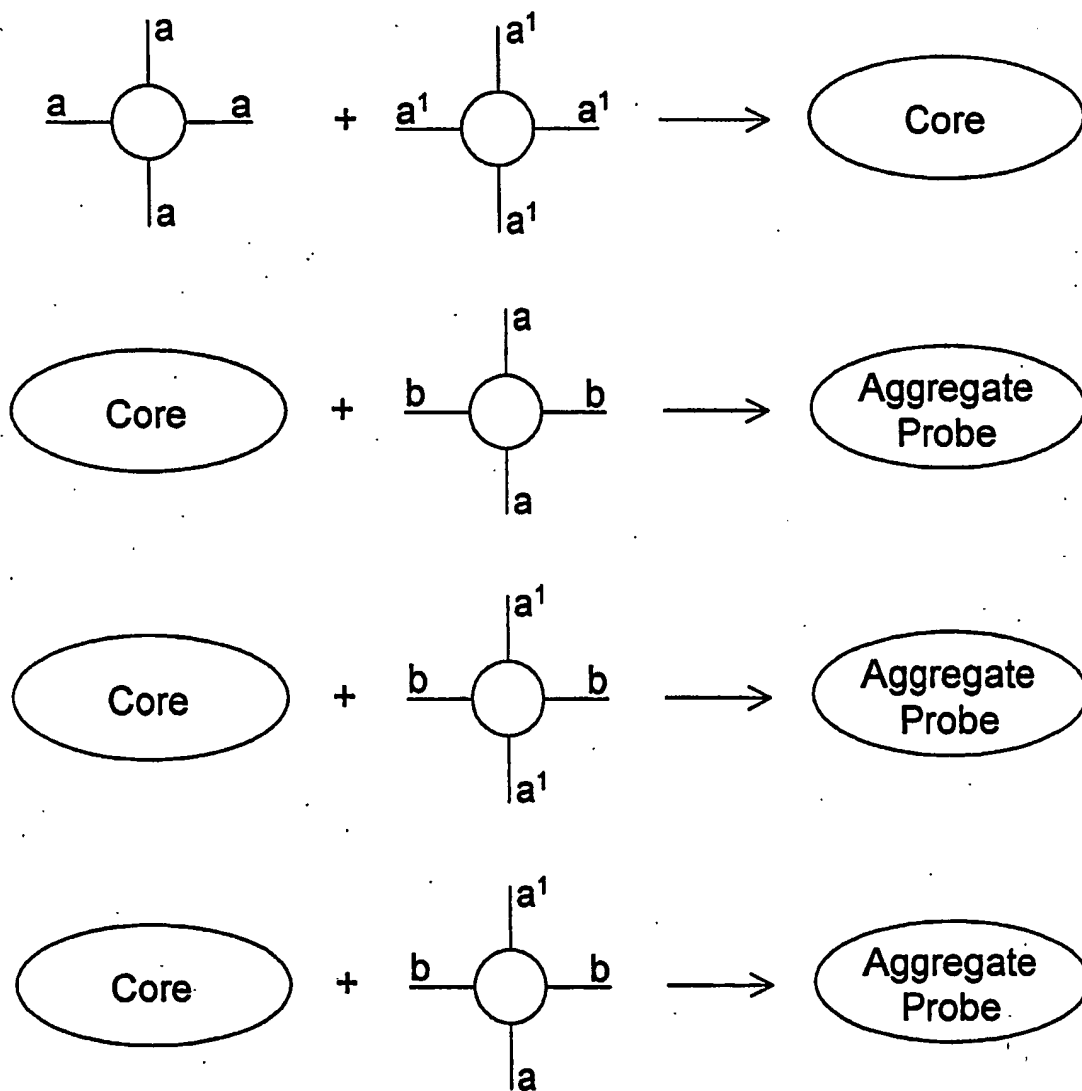 a
a a
a
+
a¹
a¹ a¹
a¹
Core
Core
+
a
b b
a
Aggregate
Probe
Core
+
a¹
b b
a¹
Aggregate
Probe
Core
+
a¹
b b
a
Aggregate
Probe